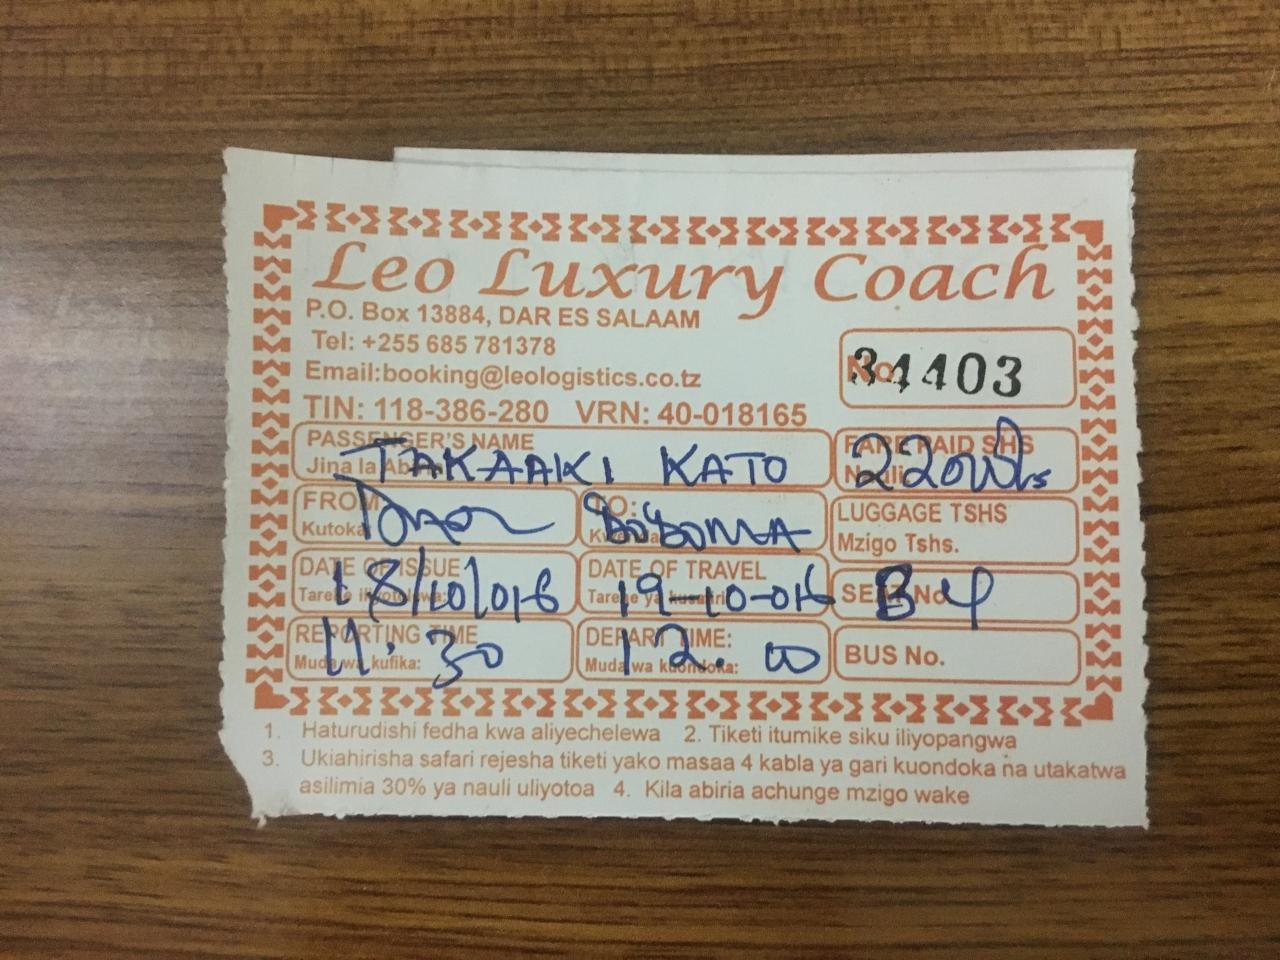 Leo Luxury Coach
P.O. Box 13884, DAR ES SALAAM
Tel: +255 685 781378
Email:booking@leologistics.co.tz
No. 34403
TIN: 118-386-280 VRN: 40-018165
PASSENGER'S NAME
Jina la Abiria TAKAAKI KATO
FARE PAID SHS
Nauli
FROM
Kutoka
TO: DODOMA
LUGGAGE TSHS
Mzigo Tshs.
DATE OF ISSUE
18/10/016
DATE OF TRAVEL
Tarehe ya kusafiri 19-10-016
SEAT No. B4
REPORTING TIME
Muda wa kufika: 11.30
DEPART TIME:
Muda wa kuondoka: 12.00
BUS No.
1. Haturudishi fedha kwa aliyechelewa 2. Tiketi itumike siku iliyopangwa
3. Ukiahirisha safari rejesha tiketi yako masaa 4 kabla ya gari kuondoka na utakatwa
asilimia 30% ya nauli uliyotoa 4. Kila abiria achunge mzigo wake